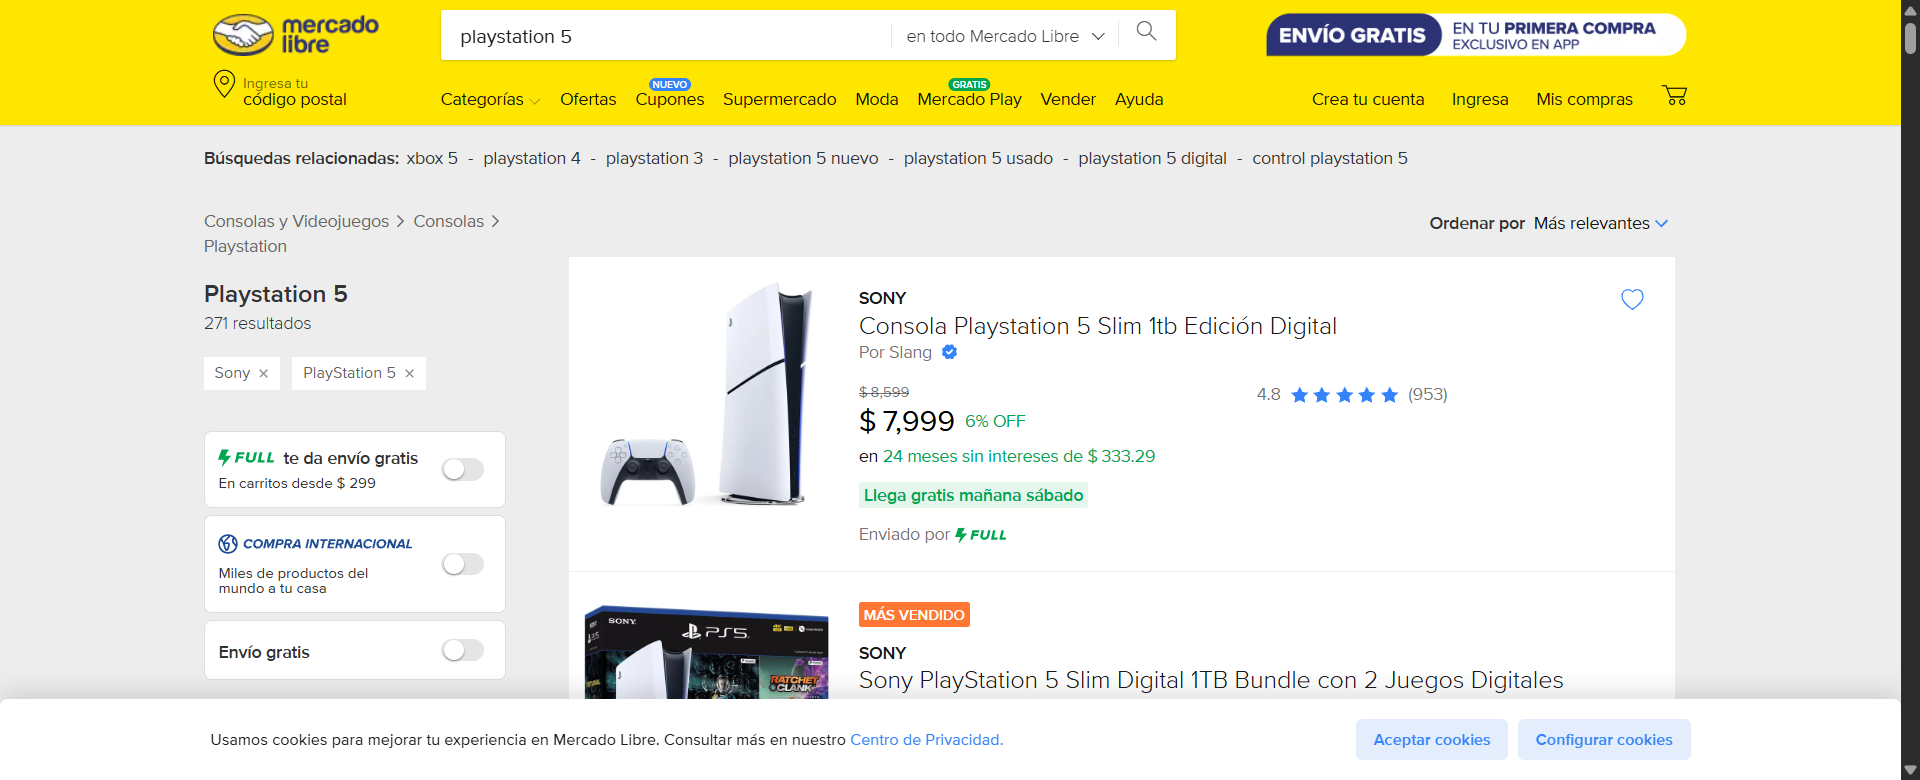 mercado
libre
playstation 5
en todo Mercado Libre
ENVÍO GRATIS EN TU PRIMERA COMPRA
EXCLUSIVO EN APP
Ingresa tu
código postal
NUEVO
GRATIS
Categorías Ofertas Cupones Supermercado Moda Mercado Play Vender Ayuda
Crea tu cuenta Ingresa Mis compras
Búsquedas relacionadas: xbox 5 - playstation 4 - playstation 3 - playstation 5 nuevo - playstation 5 usado - playstation 5 digital - control playstation 5
Consolas y Videojuegos > Consolas >
Playstation
Ordenar por Más relevantes
Playstation 5
271 resultados
Sony × PlayStation 5 ×
FULL te da envío gratis
En carritos desde $ 299
COMPRA INTERNACIONAL
Miles de productos del
mundo a tu casa
Envío gratis
SONY
Consola Playstation 5 Slim 1tb Edición Digital
Por Slang
$ 8,599
4.8 (953)
$ 7,999 6% OFF
en 24 meses sin intereses de $ 333.29
Llega gratis mañana sábado
Enviado por FULL
SONY
PS5
RATCHET
CLANK
MÁS VENDIDO
SONY
Sony PlayStation 5 Slim Digital 1TB Bundle con 2 Juegos Digitales
Usamos cookies para mejorar tu experiencia en Mercado Libre. Consultar más en nuestro Centro de Privacidad.
Aceptar cookies
Configurar cookies